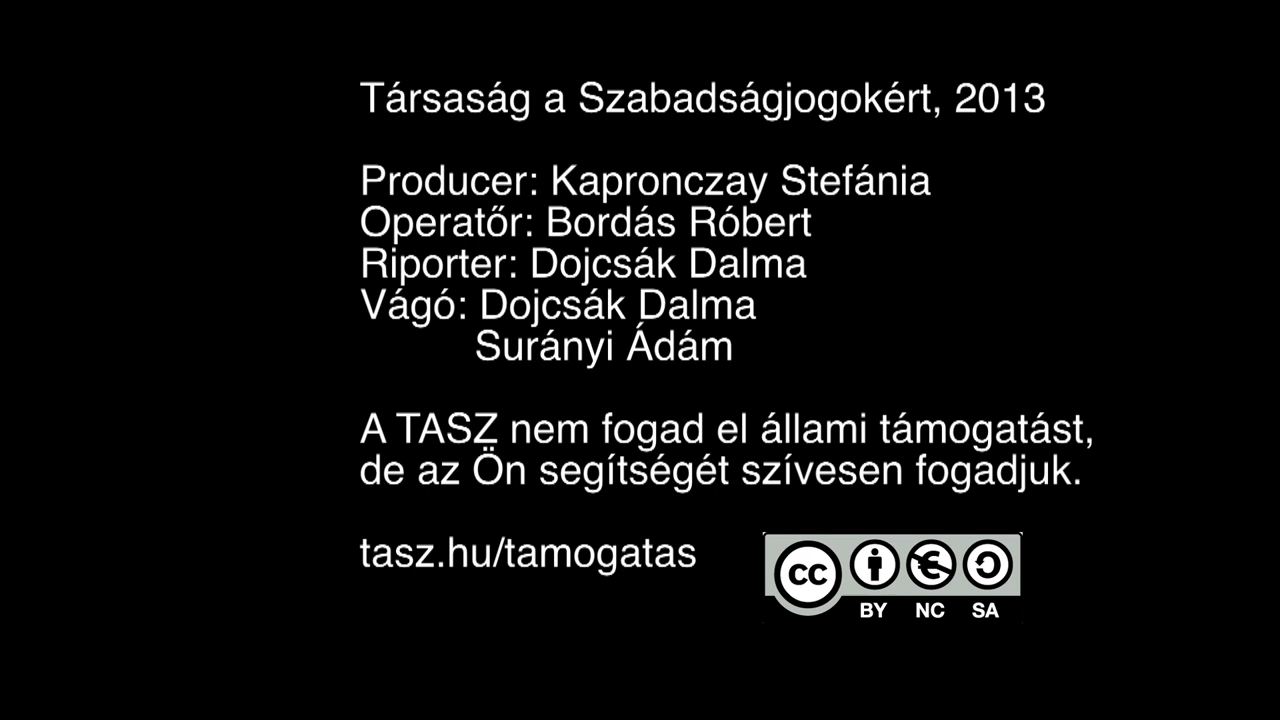 Társaság a Szabadságjogokért, 2013
Producer: Kapronczay Stefánia
Operatőr: Bordás Róbert
Riporter: Dojcsák Dalma
Vágó: Dojcsák Dalma
Surányi Ádám
A TASZ nem fogad el állami támogatást,
de az Ön segítségét szívesen fogadjuk.
tasz.hu/tamogatas
cc
BY NC SA